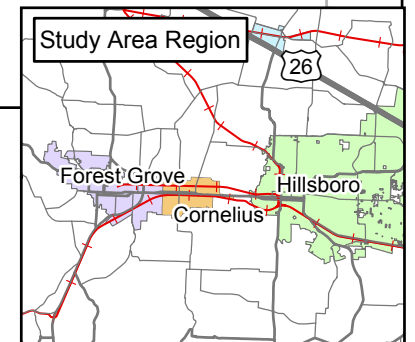 Study Area Region
26
Forest Grove
Hillsboro
Cornelius